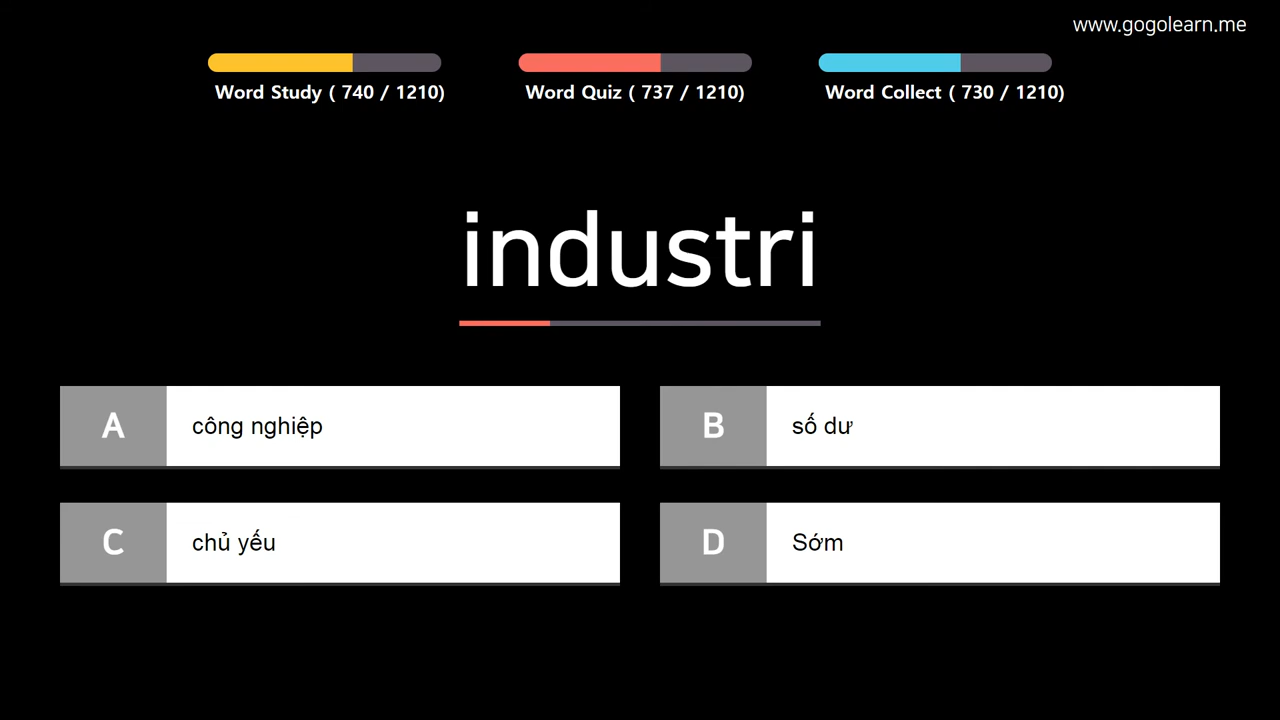 www.gogolearn.me
Word Study ( 740 / 1210)
Word Quiz ( 737 / 1210)
Word Collect ( 730 / 1210)
industri
A công nghiệp
B số dư
C chủ yếu
D Sớm